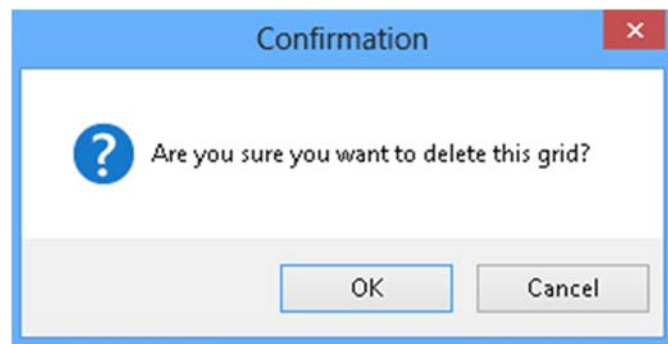 Confirmation
Are you sure you want to delete this grid?
OK
Cancel